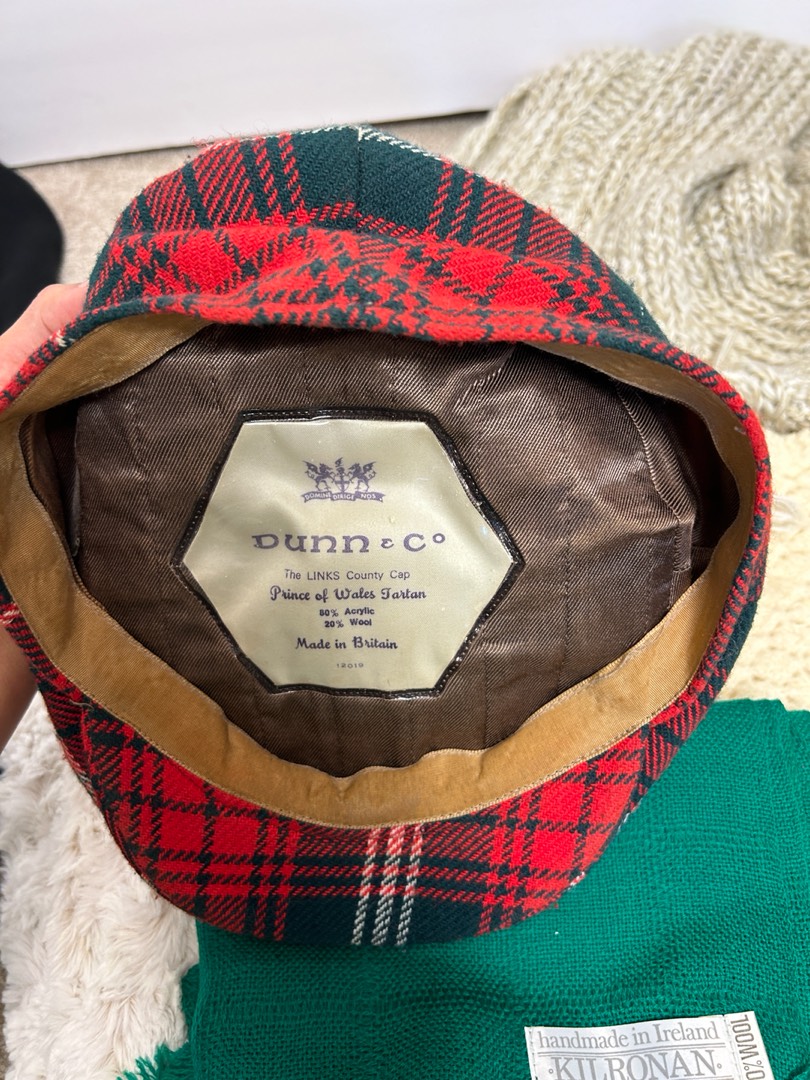 DOMINE DIRIGE NOS
DUNN & Cº
The LINKS County Cap
Prince of Wales Tartan
80% Acrylic
20% Wool
Made in Britain
12019
handmade in Ireland
·KILRONAN·
WOOL